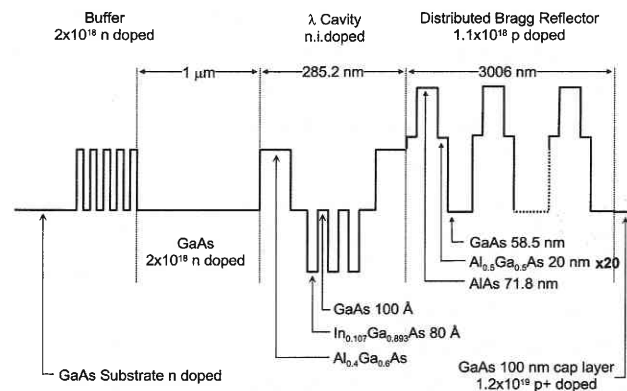 Buffer
2x10¹⁸ n doped
λ Cavity
n.i.doped
Distributed Bragg Reflector
1.1x10¹⁸ p doped
1 μm
285.2 nm
3006 nm
GaAs
2x10¹⁸ n doped
GaAs 58.5 nm
Al₀.₅Ga₀.₅As 20 nm x20
AlAs 71.8 nm
GaAs 100 Å
In₀.₁₀₇Ga₀.₈₉₃As 80 Å
Al₀.₄Ga₀.₆As
GaAs Substrate n doped
GaAs 100 nm cap layer
1.2x10¹⁹ p+ doped